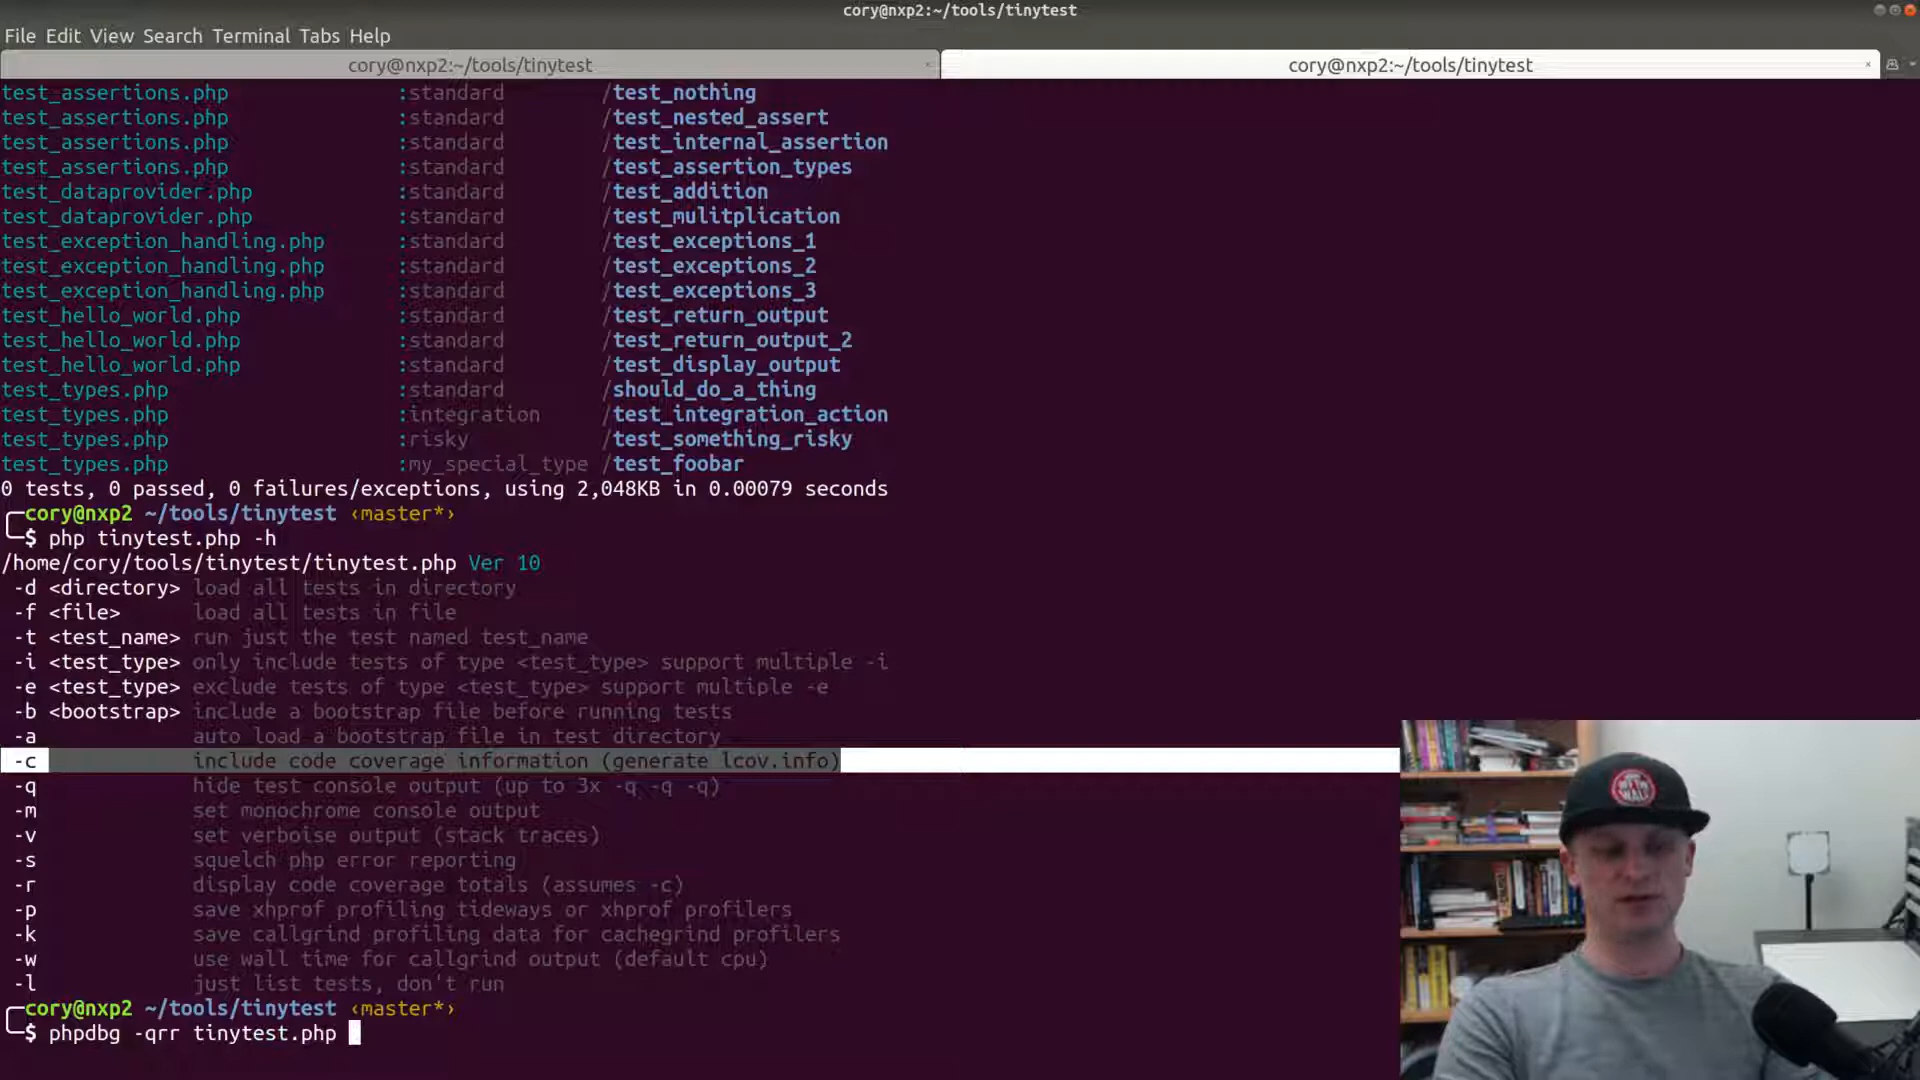 cory@nxp2:~/tools/tinytest
File Edit View Search Terminal Tabs Help
cory@nxp2:~/tools/tinytest × cory@nxp2:~/tools/tinytest ×
test_assertions.php :standard /test_nothing
test_assertions.php :standard /test_nested_assert
test_assertions.php :standard /test_internal_assertion
test_assertions.php :standard /test_assertion_types
test_dataprovider.php :standard /test_addition
test_dataprovider.php :standard /test_mulitplication
test_exception_handling.php :standard /test_exceptions_1
test_exception_handling.php :standard /test_exceptions_2
test_exception_handling.php :standard /test_exceptions_3
test_hello_world.php :standard /test_return_output
test_hello_world.php :standard /test_return_output_2
test_hello_world.php :standard /test_display_output
test_types.php :standard /should_do_a_thing
test_types.php :integration /test_integration_action
test_types.php :risky /test_something_risky
test_types.php :my_special_type /test_foobar
0 tests, 0 passed, 0 failures/exceptions, using 2,048KB in 0.00079 seconds
cory@nxp2 ~/tools/tinytest ‹master*›
$ php tinytest.php -h
/home/cory/tools/tinytest/tinytest.php Ver 10
-d <directory> load all tests in directory
-f <file> load all tests in file
-t <test_name> run just the test named test_name
-i <test_type> only include tests of type <test_type> support multiple -i
-e <test_type> exclude tests of type <test_type> support multiple -e
-b <bootstrap> include a bootstrap file before running tests
-a auto load a bootstrap file in test directory
-c include code coverage information (generate lcov.info)
-q hide test console output (up to 3x -q -q -q)
-m set monochrome console output
-v set verboise output (stack traces)
-s squelch php error reporting
-r display code coverage totals (assumes -c)
-p save xhprof profiling tideways or xhprof profilers
-k save callgrind profiling data for cachegrind profilers
-w use wall time for callgrind output (default cpu)
-l just list tests, don't run
cory@nxp2 ~/tools/tinytest ‹master*›
$ phpdbg -qrr tinytest.php